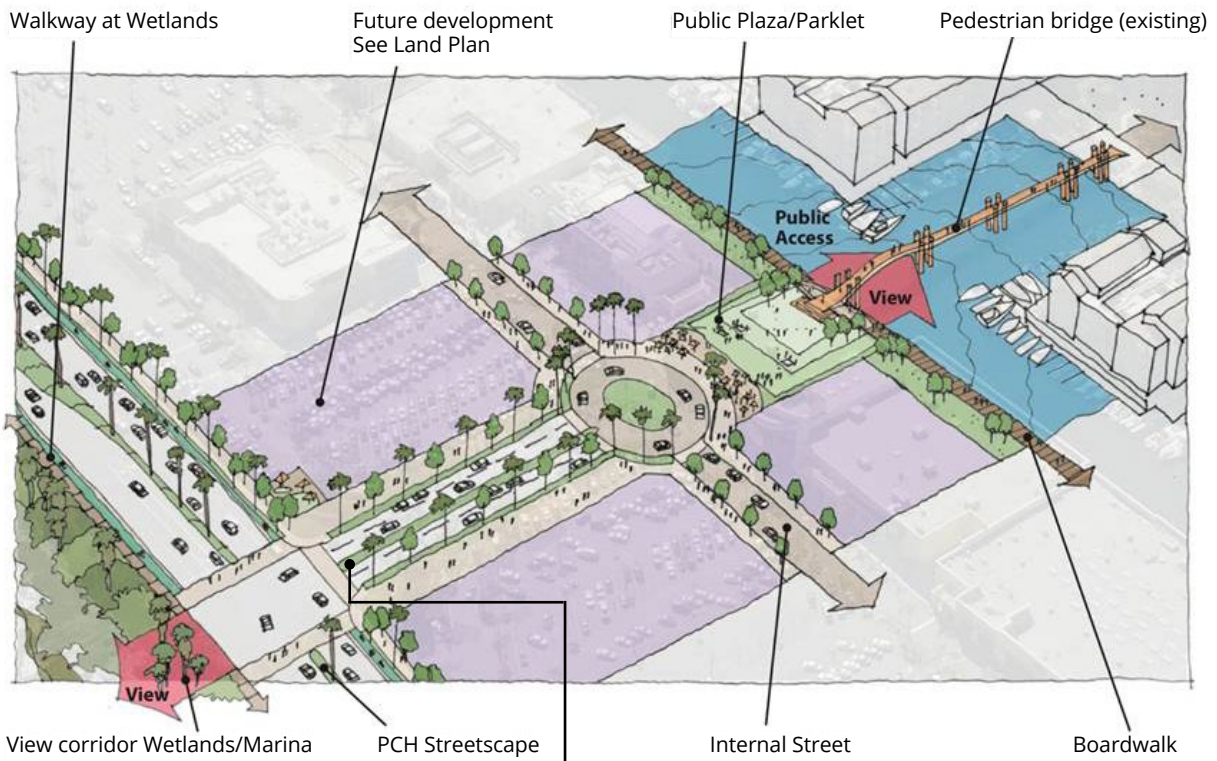 Walkway at Wetlands
Future development
See Land Plan
Public Plaza/Parklet
Pedestrian bridge (existing)
Public
Access
View
View
View corridor Wetlands/Marina
PCH Streetscape
Internal Street
Boardwalk